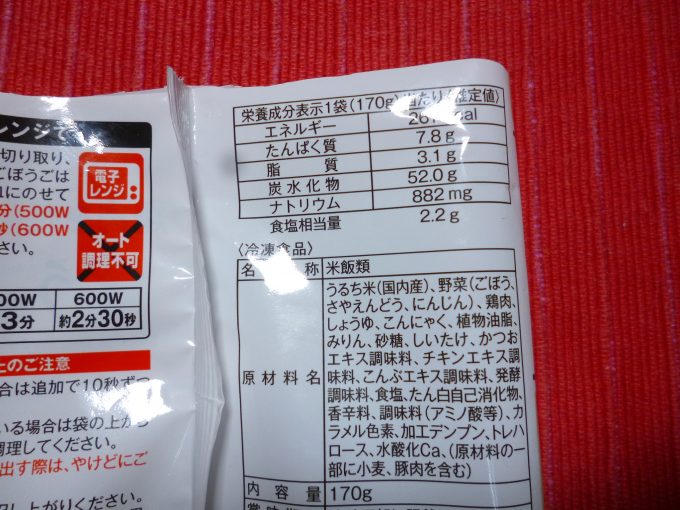 レンジで
切り取り、
ごぼうごは
にのせて
分(500W
秒(600W
さい。
電子
レンジ
オート
調理不可
00W 600W
3分 約2分30秒
上のご注意
合は追加で10秒ずつ
いる場合は袋の上から
調理してください。
出す際は、やけどにご
召し上がりください。
栄養成分表示1袋(170g)当たり(推定値)
エネルギー kcal
たんぱく質 7.8g
脂質 3.1g
炭水化物 52.0g
ナトリウム 882mg
食塩相当量 2.2g
〈冷凍食品〉
名称 米飯類
原材料名
うるち米(国内産)、野菜(ごぼう、
さやえんどう、にんじん)、鶏肉、
しょうゆ、こんにゃく、植物油脂、
みりん、砂糖、しいたけ、かつお
エキス調味料、チキンエキス調
味料、こんぶエキス調味料、発酵
調味料、食塩、たん白自己消化物、
香辛料、調味料(アミノ酸等)、カ
ラメル色素、加工デンプン、トレハ
ロース、水酸化Ca、(原材料の
一部に小麦、豚肉を含む)
内容量 170g